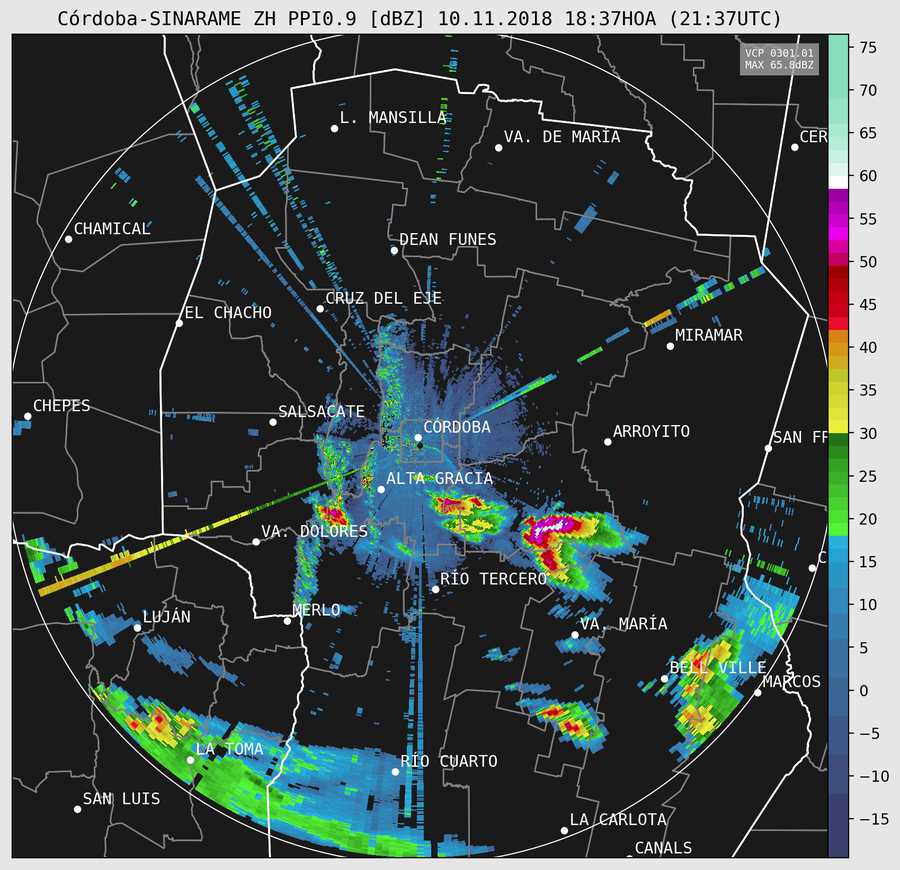 Córdoba-SINARAME ZH PPI0.9 [dBZ] 10.11.2018 18:37HOA (21:37UTC)
VCP 0301.01
MAX 65.8dBZ
75
70
65
60
55
50
45
40
35
30
25
20
15
10
5
0
−5
−10
−15
L. MANSILLA
VA. DE MARÍA
CER
CHAMICAL
DEAN FUNES
CRUZ DEL EJE
EL CHACHO
MIRAMAR
CHEPES
SALSACATE
CÓRDOBA
ARROYITO
SAN FR
ALTA GRACIA
VA. DOLORES
C
RÍO TERCERO
LUJÁN
MERLO
VA. MARÍA
BELL VILLE
MARCOS
LA TOMA
RÍO CUARTO
SAN LUIS
LA CARLOTA
CANALS